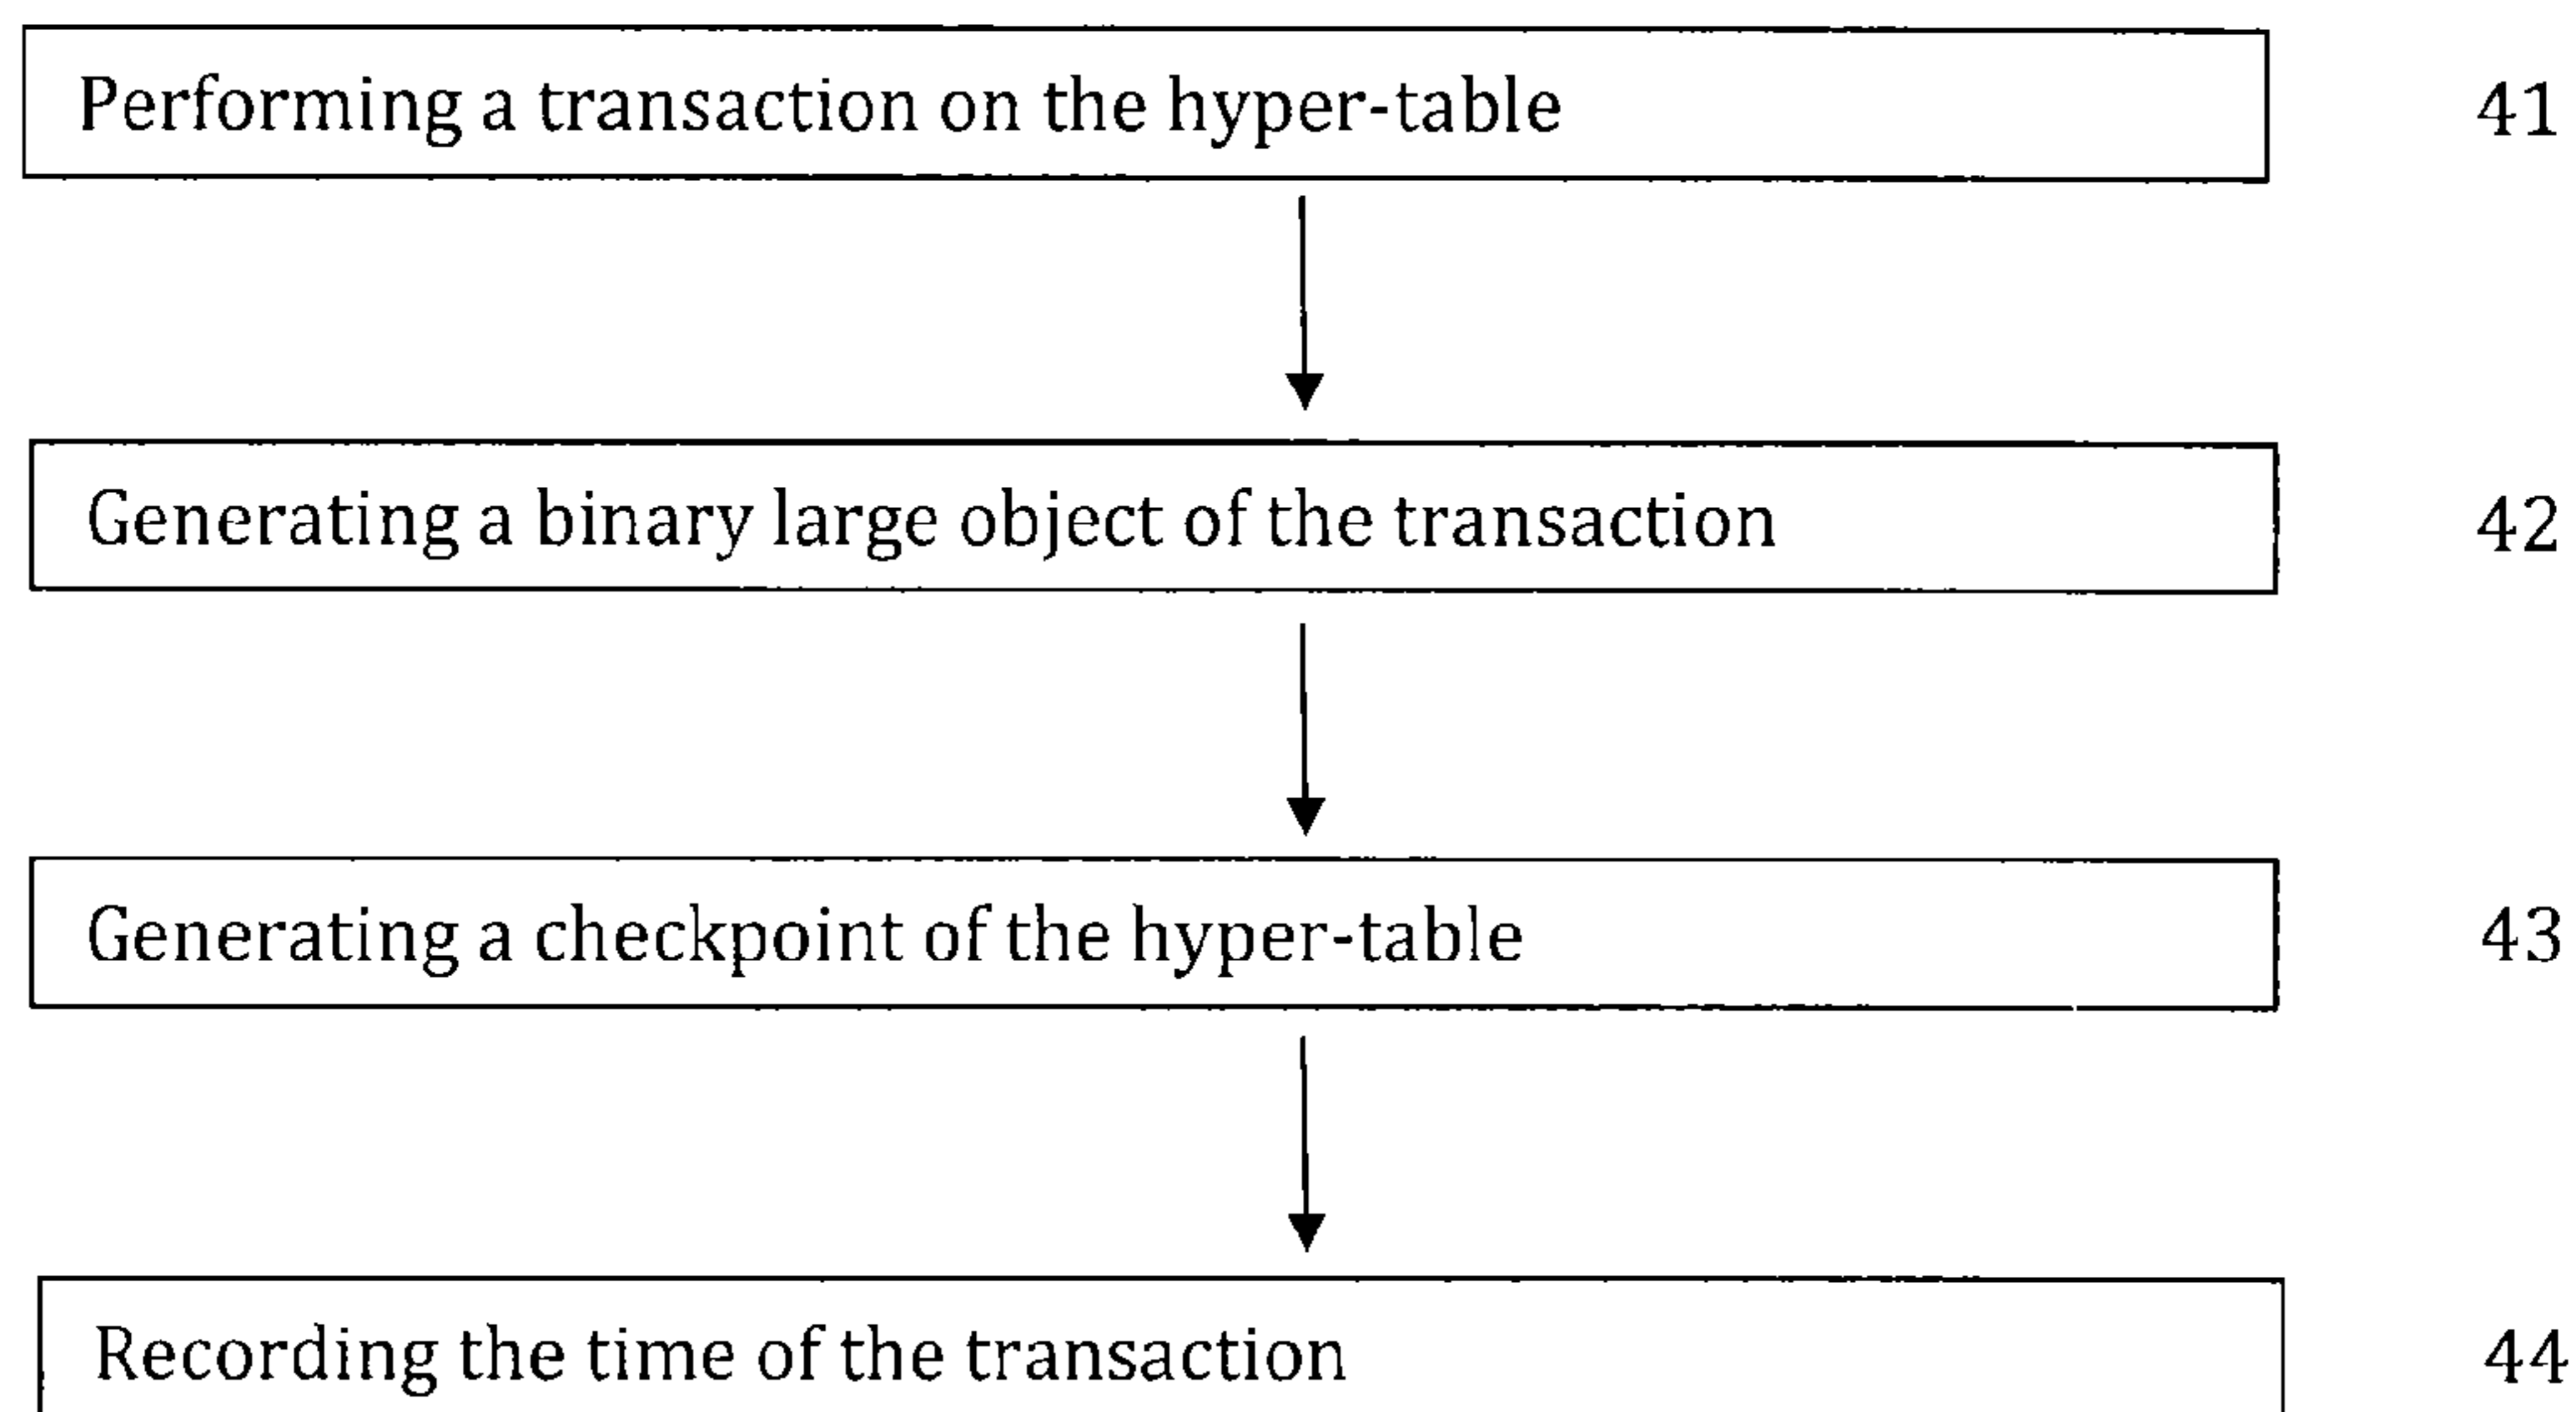 Performing a transaction on the hyper-table 41
Generating a binary large object of the transaction 42
Generating a checkpoint of the hyper-table 43
Recording the time of the transaction 44